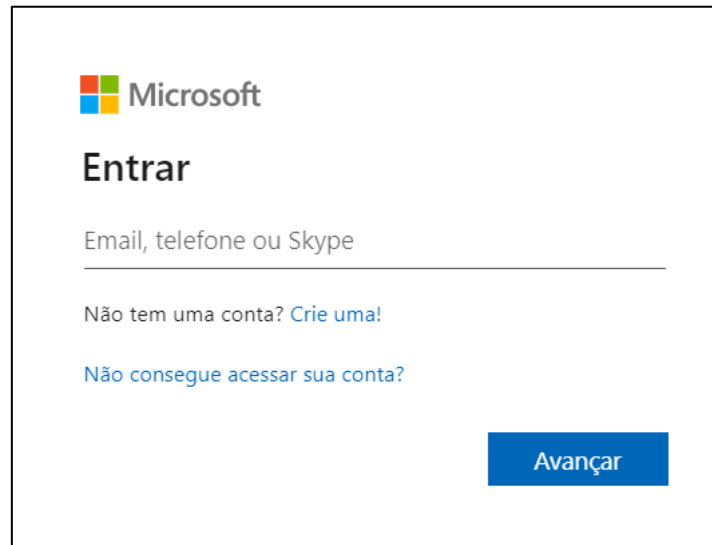 Microsoft
Entrar
Email, telefone ou Skype
Não tem uma conta? Crie uma!
Não consegue acessar sua conta?
Avançar